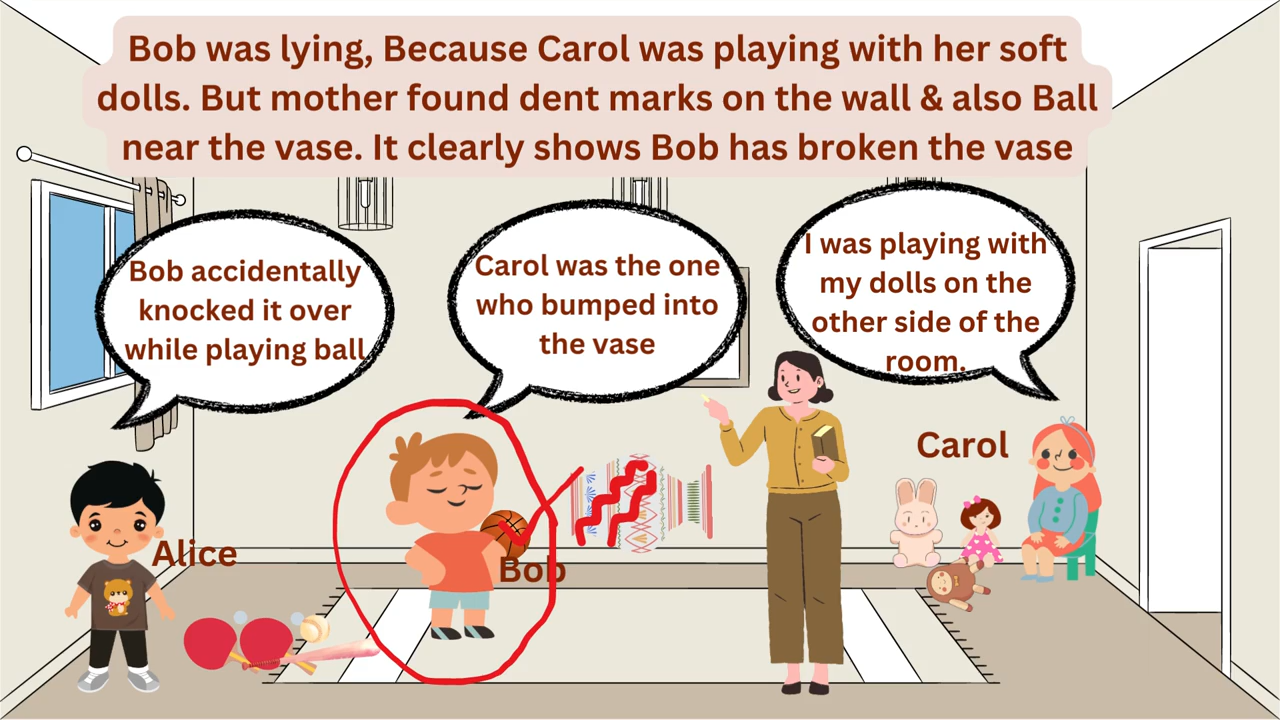 Bob was lying, Because Carol was playing with her soft
dolls. But mother found dent marks on the wall & also Ball
near the vase. It clearly shows Bob has broken the vase
Bob accidentally
knocked it over
while playing ball
Carol was the one
who bumped into
the vase
I was playing with
my dolls on the
other side of the
room.
Carol
Alice
Bob